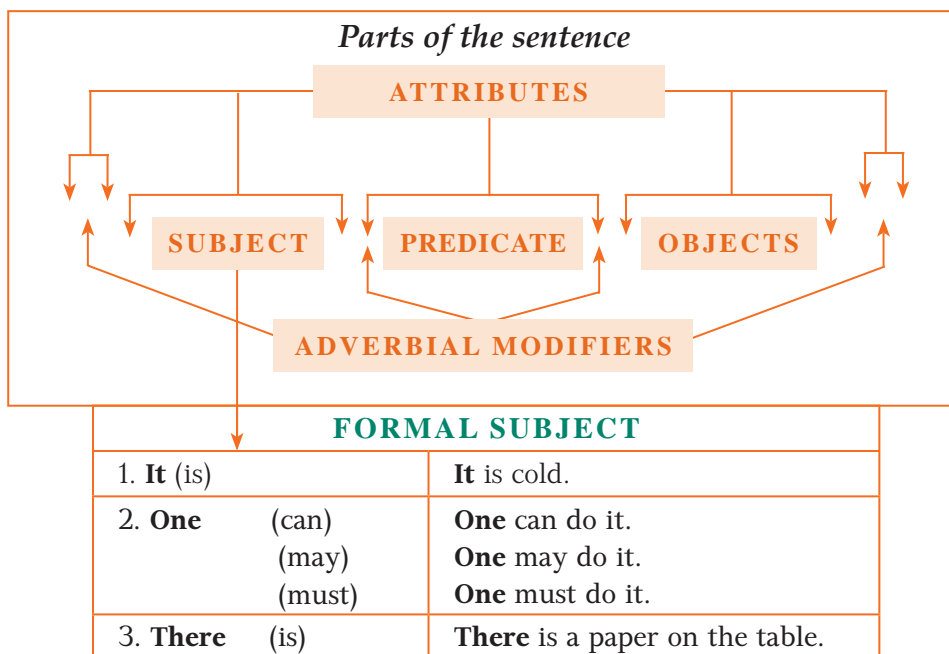 Parts of the sentence
ATTRIBUTES
SUBJECT PREDICATE OBJECTS
ADVERBIAL MODIFIERS
FORMAL SUBJECT
1. It (is) It is cold.
2. One (can) One can do it.
(may) One may do it.
(must) One must do it.
3. There (is) There is a paper on the table.